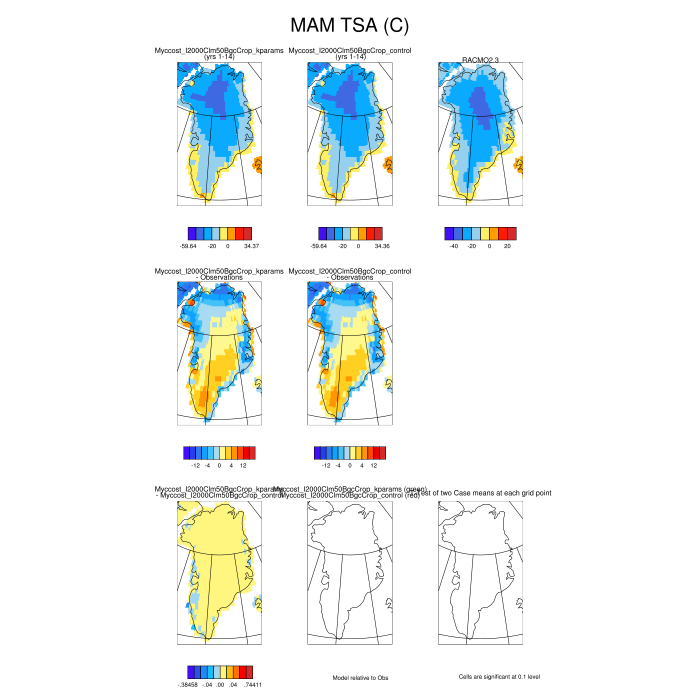 MAM TSA (C)
Myccost_I2000Clm50BgcCrop_kparams
(yrs 1-14)
Myccost_I2000Clm50BgcCrop_control
(yrs 1-14)
RACMO2.3
-59.64 -20 0 34.37
-59.64 -20 0 34.36
-40 -20 0 20
Myccost_I2000Clm50BgcCrop_kparams
- Observations
Myccost_I2000Clm50BgcCrop_control
- Observations
-12 -4 0 4 12
-12 -4 0 4 12
Myccost_I2000Clm50BgcCrop_kparams
- Myccost_I2000Clm50BgcCrop_control
Myccost_I2000Clm50BgcCrop_kparams (green)
Myccost_I2000Clm50BgcCrop_control (red)
of two Case means at each grid point
-.38458 -.04 .00 .04 .74411
Model relative to Obs
Cells are significant at 0.1 level